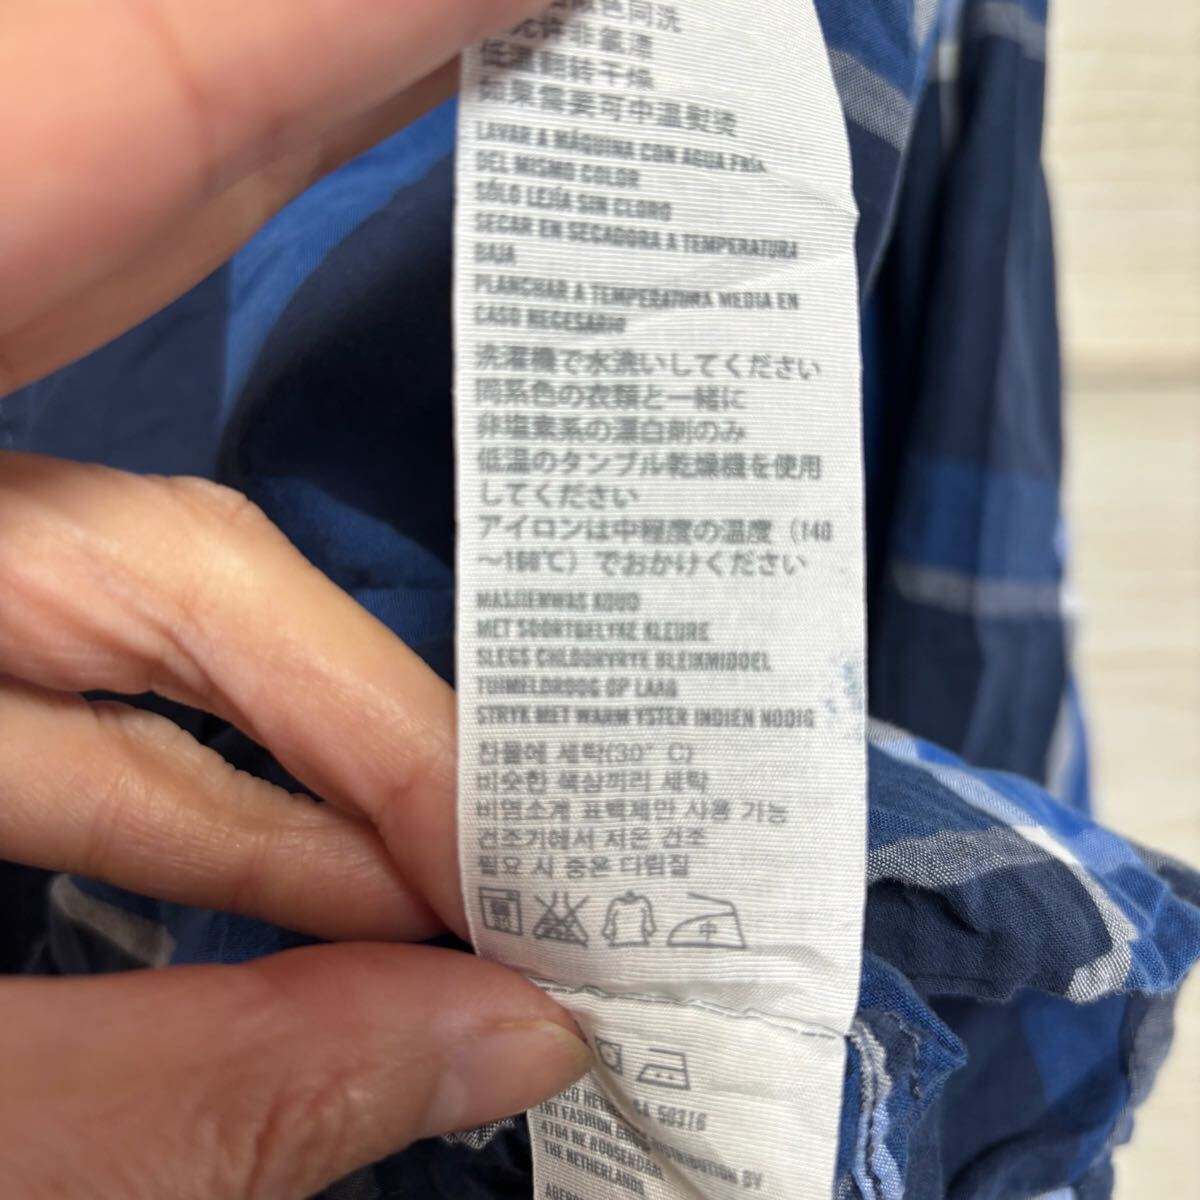 色同洗
允许非氯漂
低温翻转干燥
如果需要可中温熨烫
LAVAR A MÁQUINA CON AGUA FRÍA
DEL MISMO COLOR
SÓLO LEJÍA SIN CLORO
SECAR EN SECADORA A TEMPERATURA
BAJA
PLANCHAR A TEMPERATURA MEDIA EN
CASO NECESARIO
洗濯機で水洗いしてください
同系色の衣類と一緒に
非塩素系の漂白剤のみ
低温のタンブル乾燥機を使用
してください
アイロンは中程度の温度（140
～160℃）でおかけください
MASJIENWAS KOUD
MET SOORTGELYKE KLEURE
SLEGS CHLOORVRYE BLEIKMIDDEL
TUIMELDROOG OP LAAG
STRYK MET WARM YSTER INDIEN NODIG
찬물에 세탁(30° C)
비슷한 색상끼리 세탁
비염소계 표백제만 사용 가능
건조기에서 저온 건조
필요 시 중온 다림질
中
50316
FASHION GOODS DISTRIBUTION BV
4704 RE ROOSENDAAL
THE NETHERLANDS